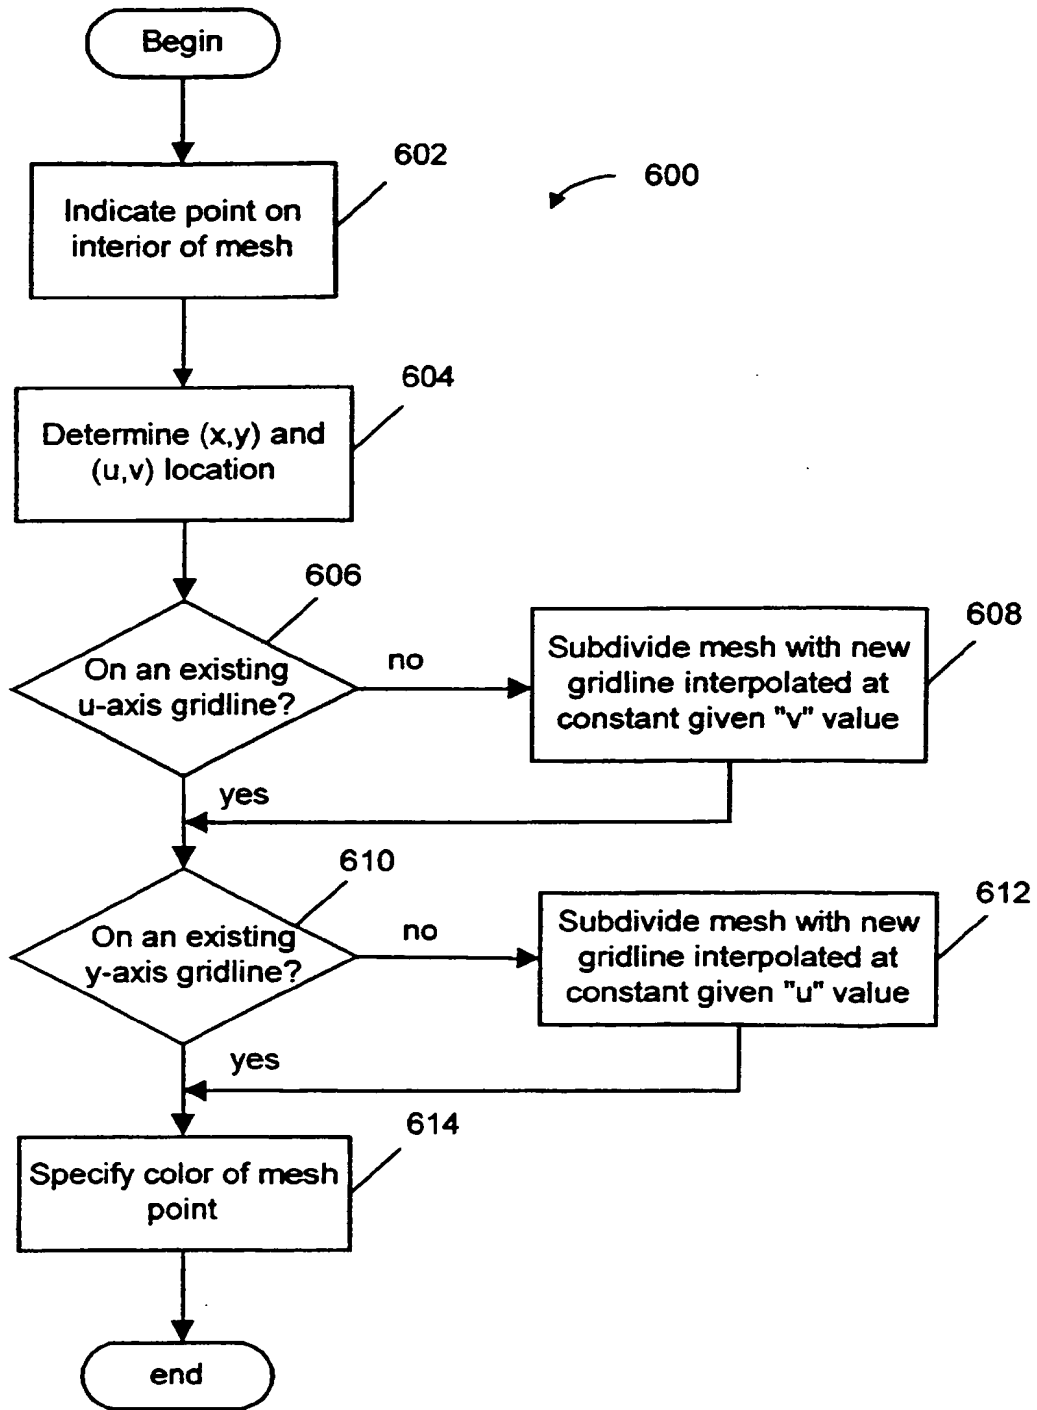 Begin
602
600
Indicate point on
interior of mesh
604
Determine (x,y) and
(u,v) location
606
On an existing
u-axis gridline?
no
608
Subdivide mesh with new
gridline interpolated at
constant given "v" value
yes
610
On an existing
y-axis gridline?
no
612
Subdivide mesh with new
gridline interpolated at
constant given "u" value
yes
614
Specify color of mesh
point
end